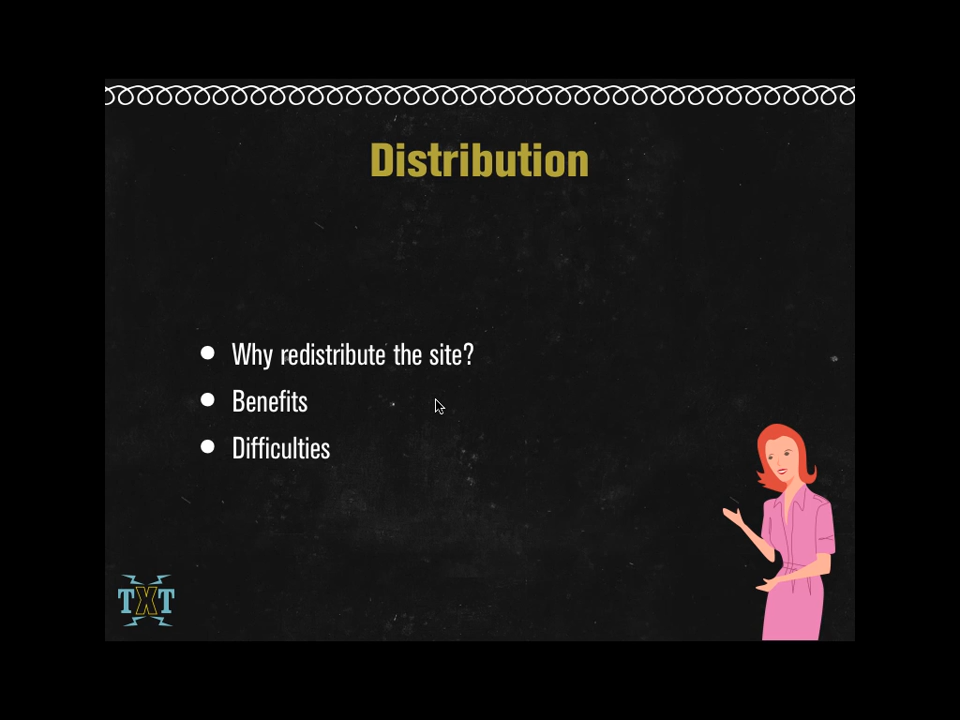 Distribution
Why redistribute the site?
Benefits
Difficulties
TXT